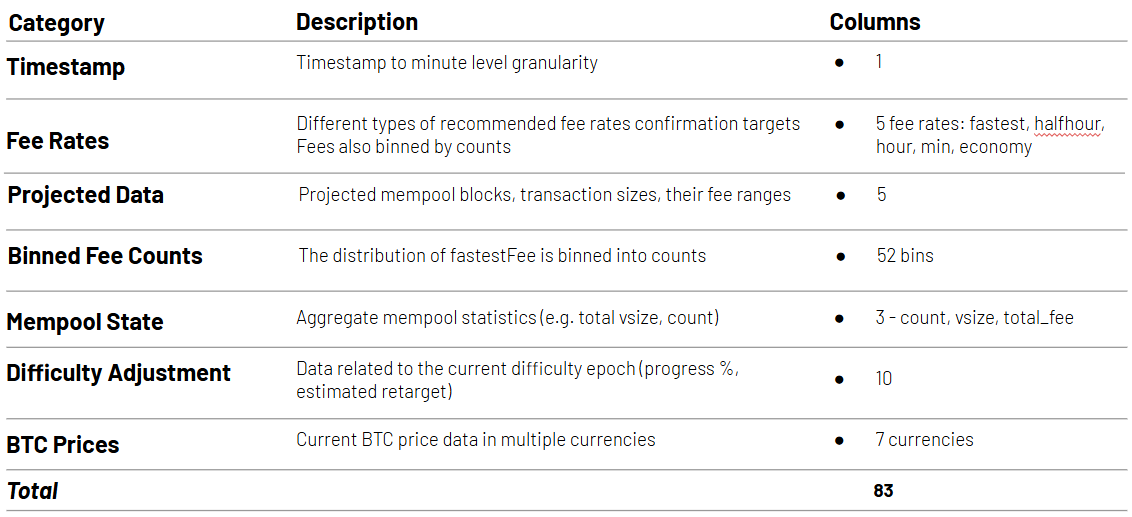 Category Description Columns
Timestamp Timestamp to minute level granularity ● 1
Fee Rates Different types of recommended fee rates confirmation targets ● 5 fee rates: fastest, halfhour,
Fees also binned by counts hour, min, economy
Projected Data Projected mempool blocks, transaction sizes, their fee ranges ● 5
Binned Fee Counts The distribution of fastestFee is binned into counts ● 52 bins
Mempool State Aggregate mempool statistics (e.g. total vsize, count) ● 3 - count, vsize, total_fee
Difficulty Adjustment Data related to the current difficulty epoch (progress %, ● 10
estimated retarget)
BTC Prices Current BTC price data in multiple currencies ● 7 currencies
Total 83